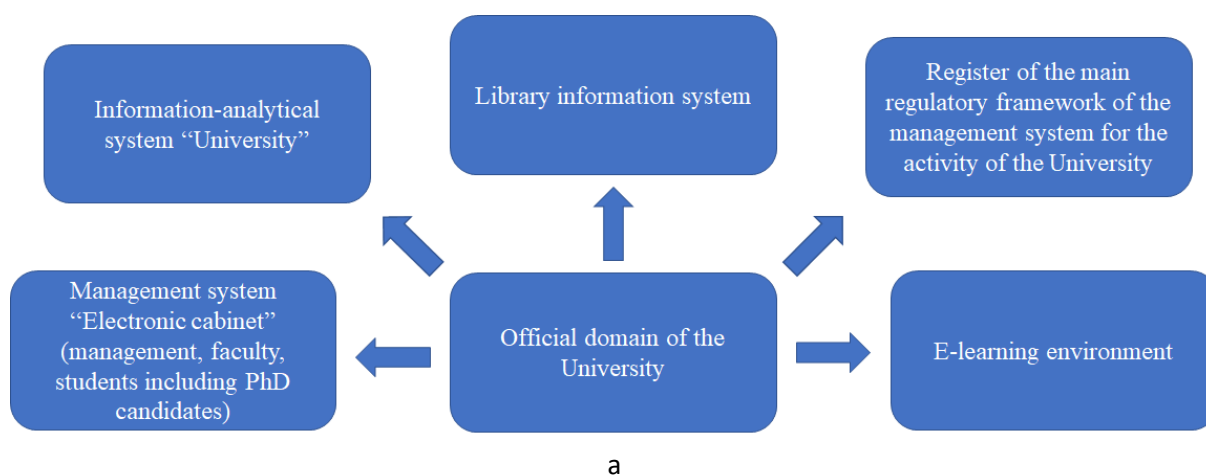 Information-analytical
system “University”
Library information system
Register of the main
regulatory framework of the
management system for the
activity of the University
Management system
“Electronic cabinet”
(management, faculty,
students including PhD
candidates)
Official domain of the
University
E-learning environment
a